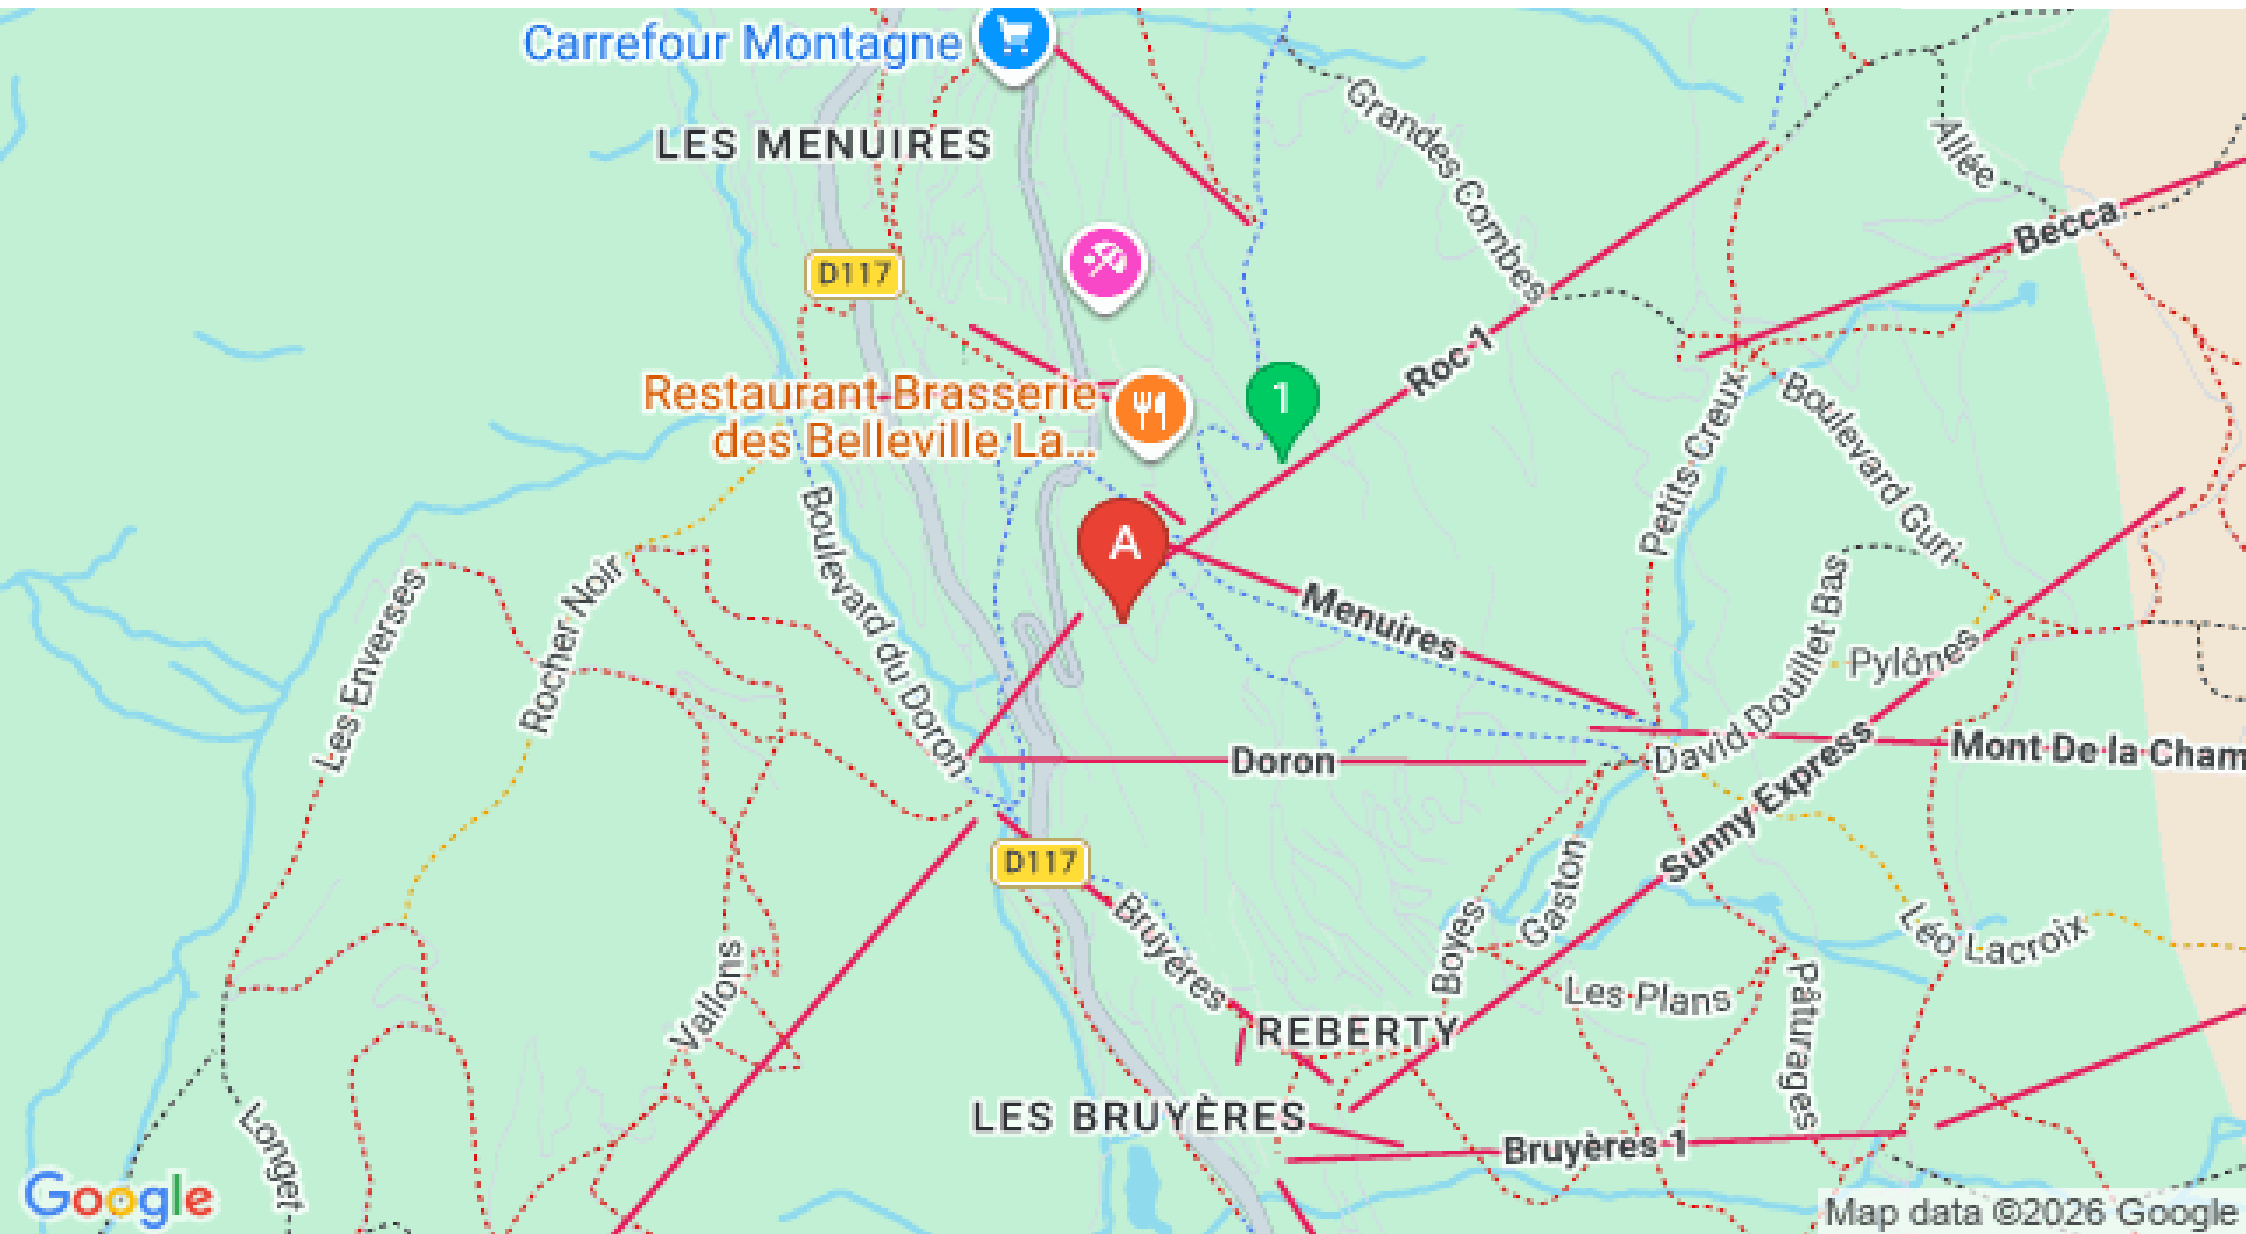 Carrefour Montagne
LES MENUIRES
Grandes Combes
Allée
Becca
D117
Roc 1
1
Restaurant Brasserie
des Belleville La...
Petits Creux
Boulevard Guri
A
Boulevard du Doron
Menuires
Les Enverses
Rocher Noir
David Douillet Bas
Pylônes
Doron
Mont De la Cham
Sunny Express
D117
Bruyères
Gaston
Boyes
Léo Lacroix
Les Plans
Pâturages
Vallons
REBERTY
LES BRUYÈRES
Bruyères 1
Longet
Google
Map data ©2026 Google